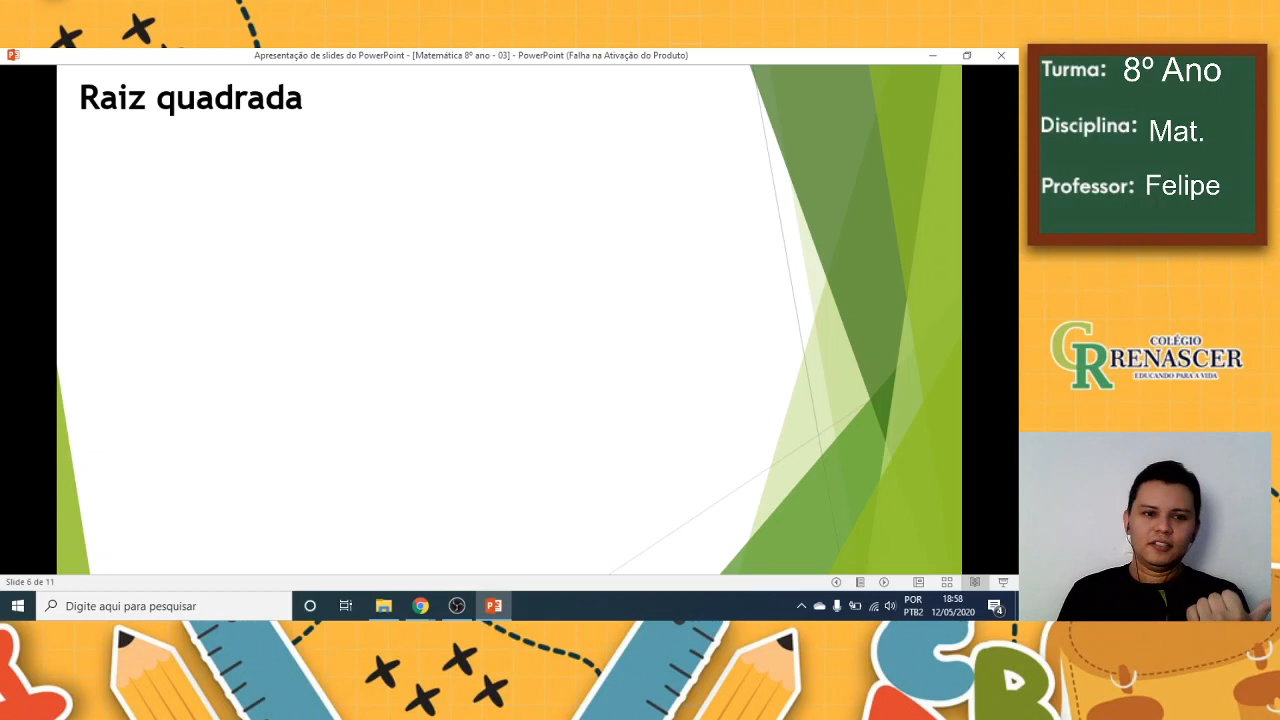 Apresentação de slides do PowerPoint - [Matemática 8º ano - 03] - PowerPoint (Falha na Ativação do Produto)
Raiz quadrada
Slide 6 de 11
Digite aqui para pesquisar
POR
PTB2
18:58
12/05/2020
4
Turma: 8º Ano
Disciplina: Mat.
Professor: Felipe
CR
COLÉGIO
RENASCER
EDUCANDO PARA A VIDA